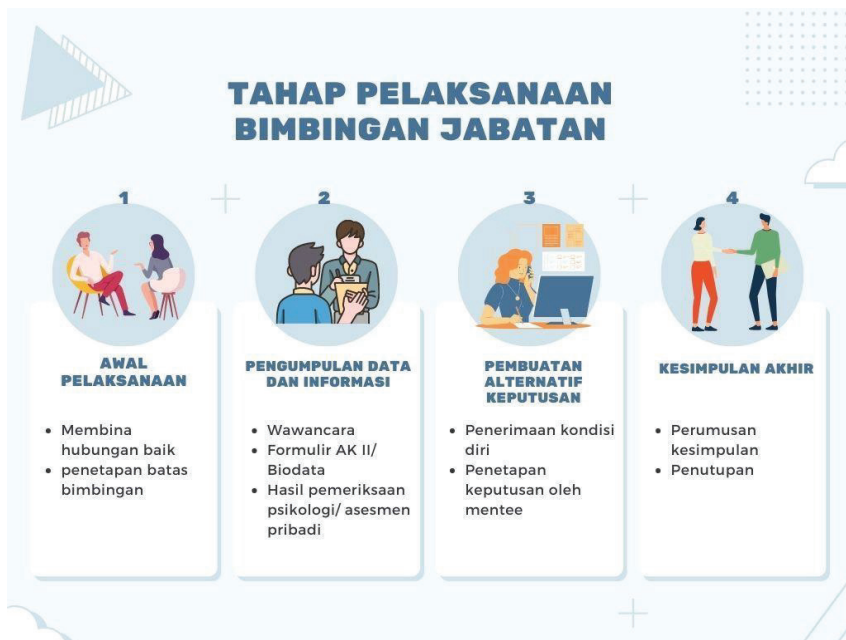 TAHAP PELAKSANAAN
BIMBINGAN JABATAN
1
AWAL
PELAKSANAAN
• Membina
hubungan baik
• penetapan batas
bimbingan
2
PENGUMPULAN DATA
DAN INFORMASI
• Wawancara
• Formulir AK II/
Biodata
• Hasil pemeriksaan
psikologi/ asesmen
pribadi
3
PEMBUATAN
ALTERNATIF
KEPUTUSAN
• Penerimaan kondisi
diri
• Penetapan
keputusan oleh
mentee
4
KESIMPULAN AKHIR
• Perumusan
kesimpulan
• Penutupan